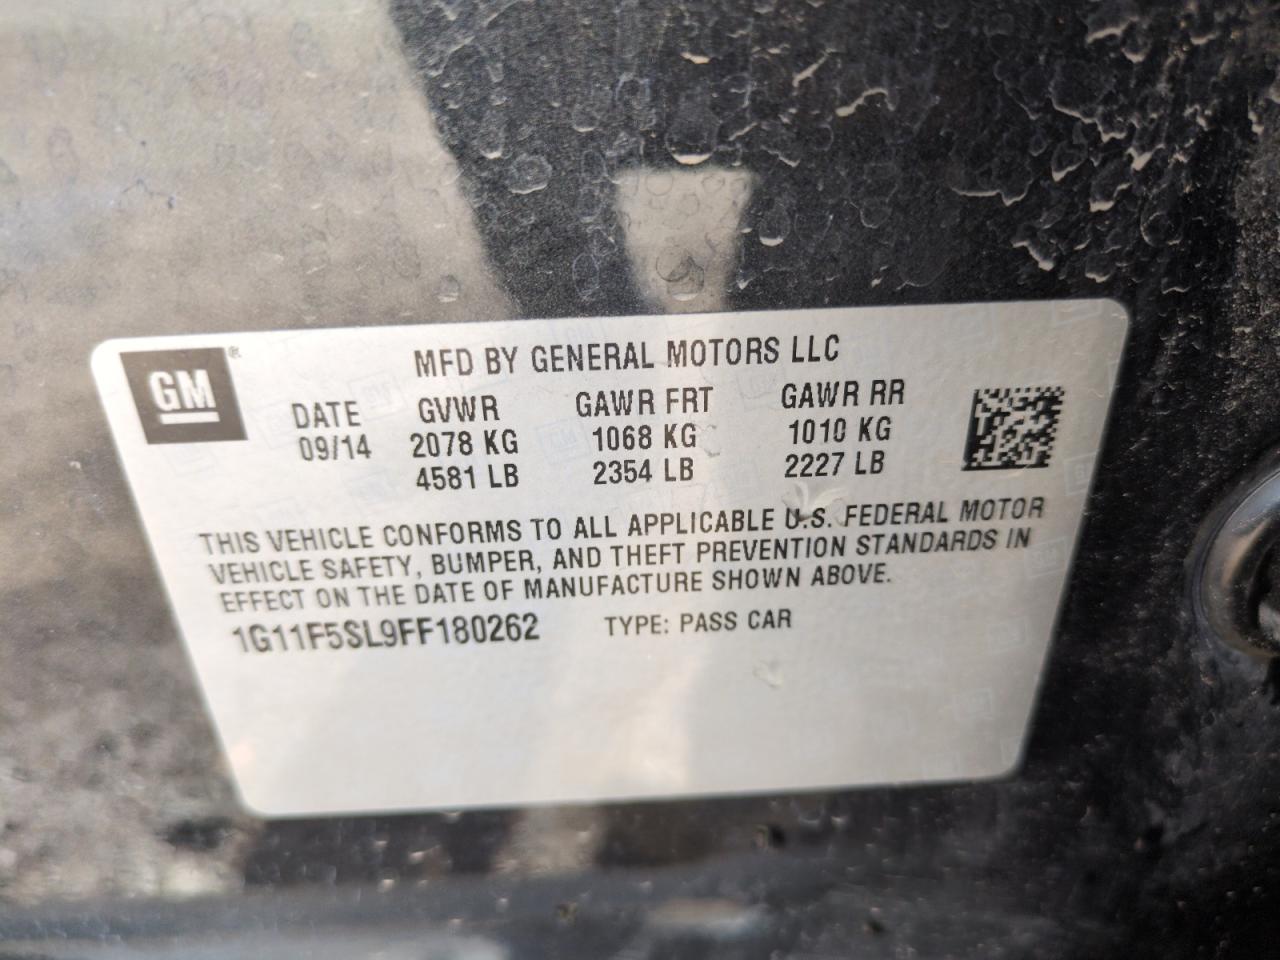 GM ®
MFD BY GENERAL MOTORS LLC
DATE GVWR GAWR FRT GAWR RR
09/14 2078 KG 1068 KG 1010 KG
4581 LB 2354 LB 2227 LB
THIS VEHICLE CONFORMS TO ALL APPLICABLE U.S. FEDERAL MOTOR
VEHICLE SAFETY, BUMPER, AND THEFT PREVENTION STANDARDS IN
EFFECT ON THE DATE OF MANUFACTURE SHOWN ABOVE.
1G11F5SL9FF180262 TYPE: PASS CAR